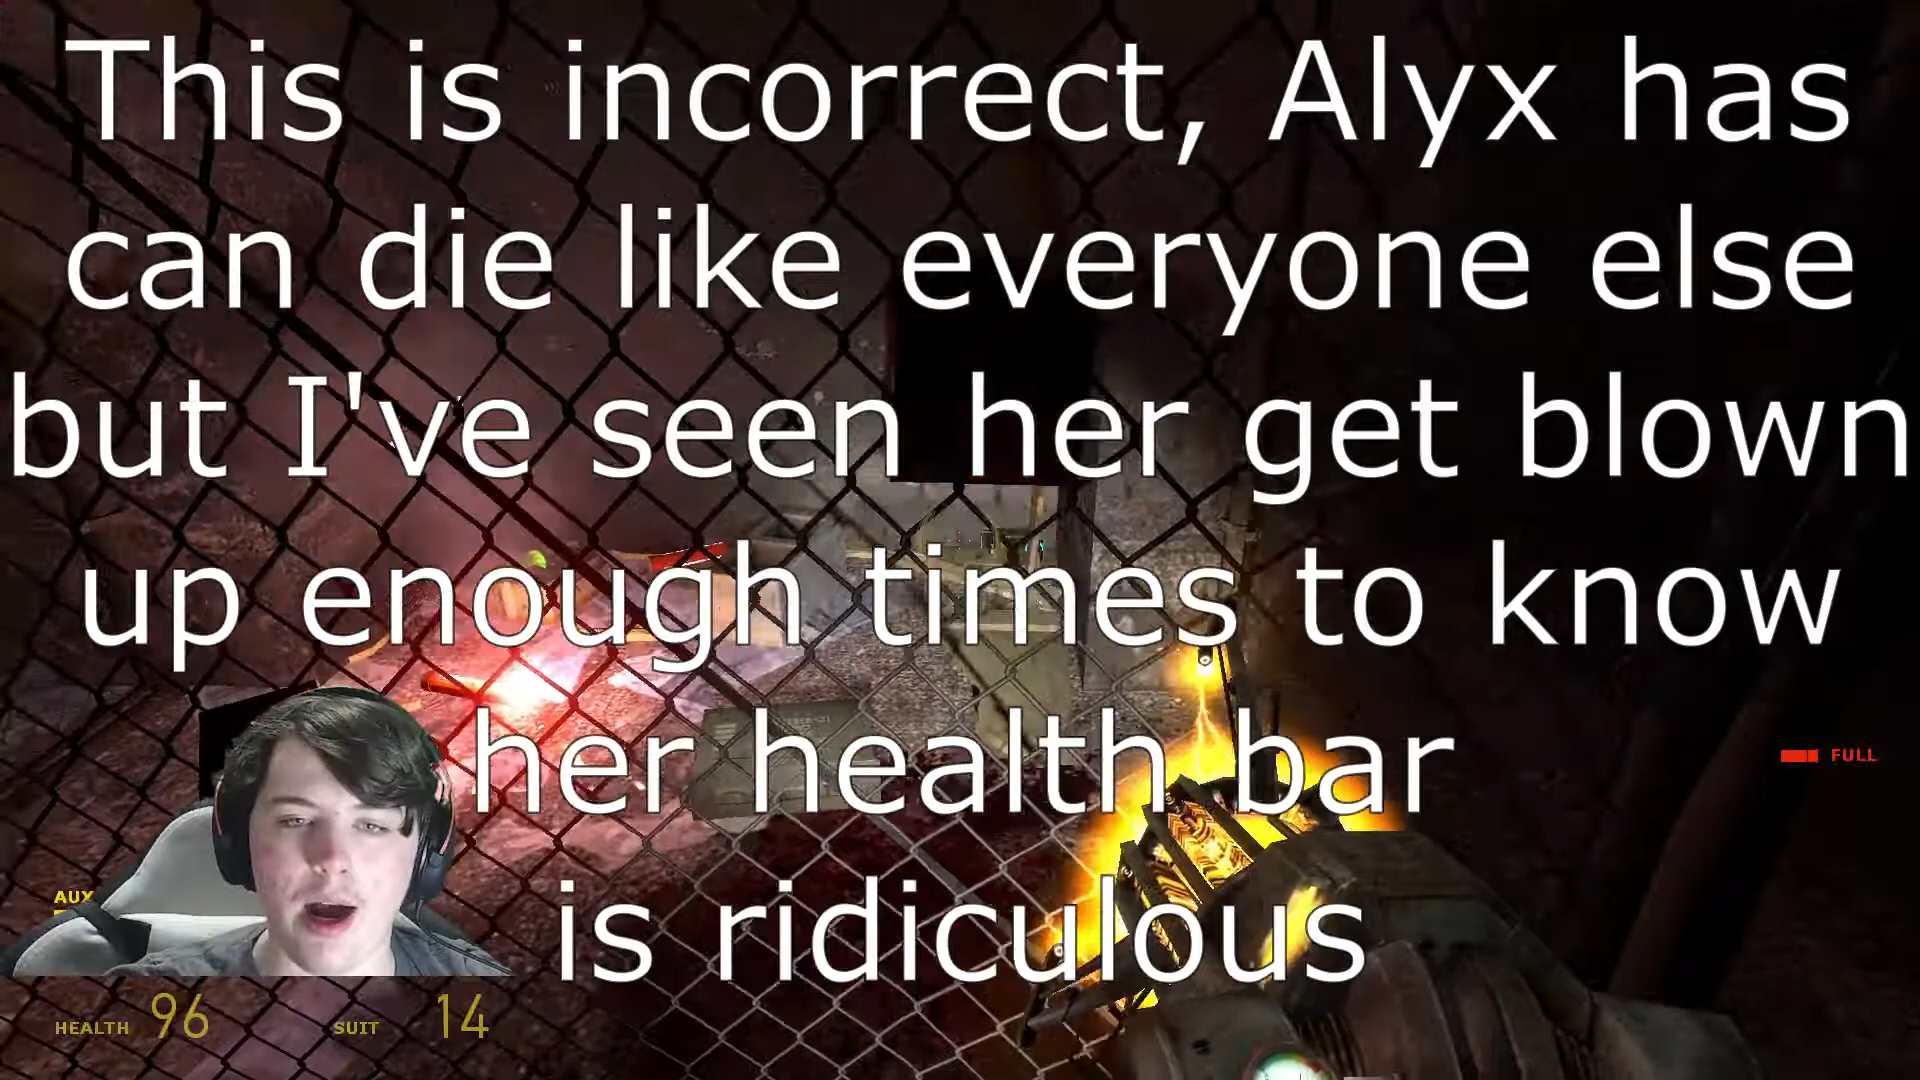 This is incorrect, Alyx has
can die like everyone else
but I've seen her get blown
up enough times to know
her health bar
is ridiculous
FULL
AUX
HEALTH 96 SUIT 14